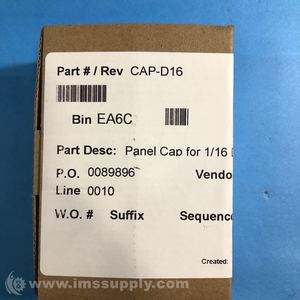 Part # / Rev CAP-D16
Bin EA6C
Part Desc: Panel Cap for 1/16
P.O. 0089896 Vendo
Line 0010
W.O. # Suffix Sequenc
Created:
www.imssupply.com